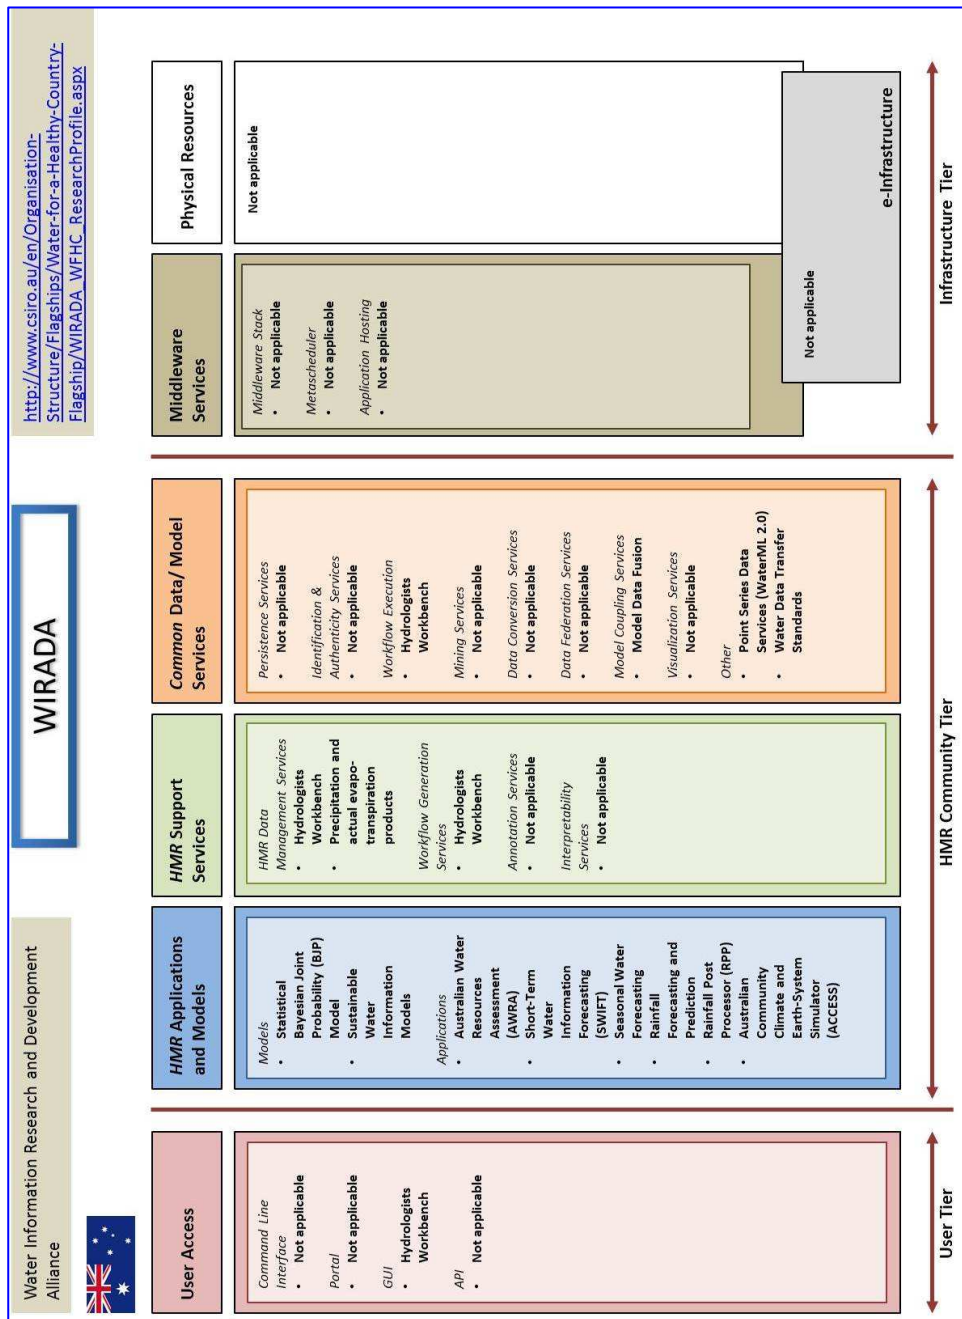 Water Information Research and Development
Alliance
WIRADA
http://www.csiro.au/en/Organisation-
Structure/Flagships/Water-for-a-Healthy-Country-
Flagship/WIRADA_WFHC_ResearchProfile.aspx
User Access
Command Line
Interface
• Not applicable
Portal
• Not applicable
GUI
• Hydrologists
Workbench
API
• Not applicable
HMR Applications
and Models
Models
• Statistical
Bayesian Joint
Probability (BJP)
Model
• Sustainable
Water
Information
Models
Applications
• Australian Water
Resources
Assessment
(AWRA)
• Short-Term
Water
Information
Forecasting
(SWIFT)
• Seasonal Water
Forecasting
• Rainfall
Forecasting and
Prediction
• Rainfall Post
Processor (RPP)
• Australian
Community
Climate and
Earth-System
Simulator
(ACCESS)
HMR Support
Services
HMR Data
Management Services
• Hydrologists
Workbench
• Precipitation and
actual evapo-
transpiration
products
Workflow Generation
Services
• Hydrologists
Workbench
Annotation Services
• Not applicable
Interpretability
Services
• Not applicable
Common Data/ Model
Services
Persistence Services
• Not applicable
Identification &
Authenticity Services
• Not applicable
Workflow Execution
• Hydrologists
Workbench
Mining Services
• Not applicable
Data Conversion Services
• Not applicable
Data Federation Services
• Not applicable
Model Coupling Services
• Model Data Fusion
Visualization Services
• Not applicable
Other
• Point Series Data
Services (WaterML 2.0)
• Water Data Transfer
Standards
Middleware
Services
Middleware Stack
• Not applicable
Metascheduler
• Not applicable
Application Hosting
• Not applicable
Physical Resources
Not applicable
Not applicable
e-Infrastructure
User Tier
HMR Community Tier
Infrastructure Tier